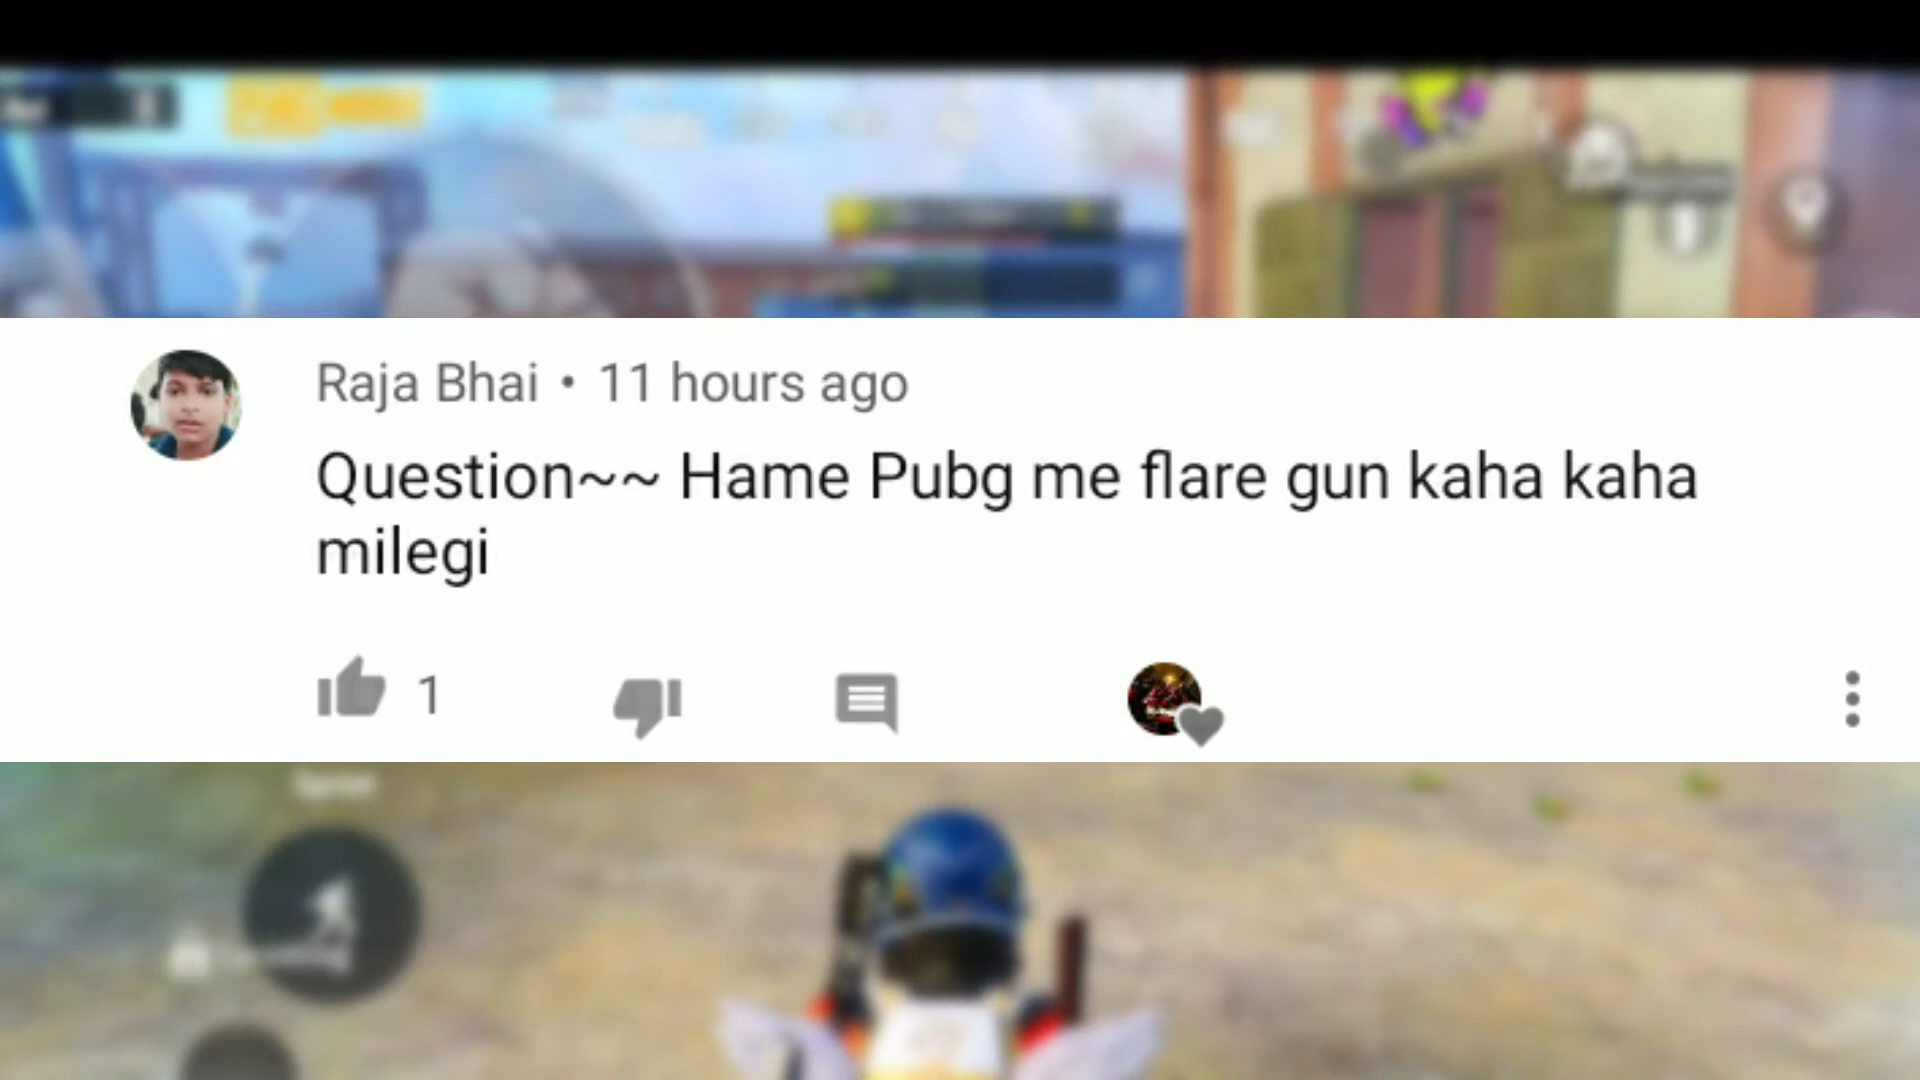 Raja Bhai • 11 hours ago
Question~~ Hame Pubg me flare gun kaha kaha
milegi
1